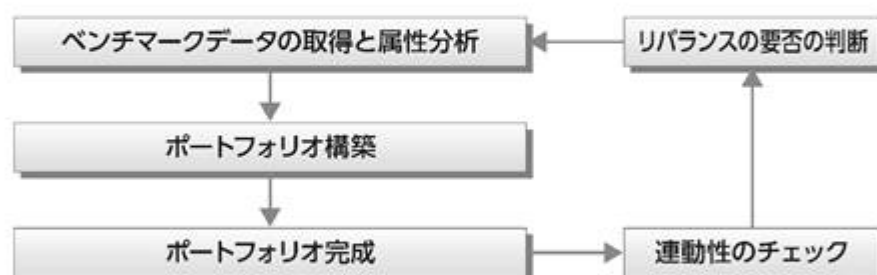 ベンチマークデータの取得と属性分析
リバランスの要否の判断
ポートフォリオ構築
ポートフォリオ完成
連動性のチェック